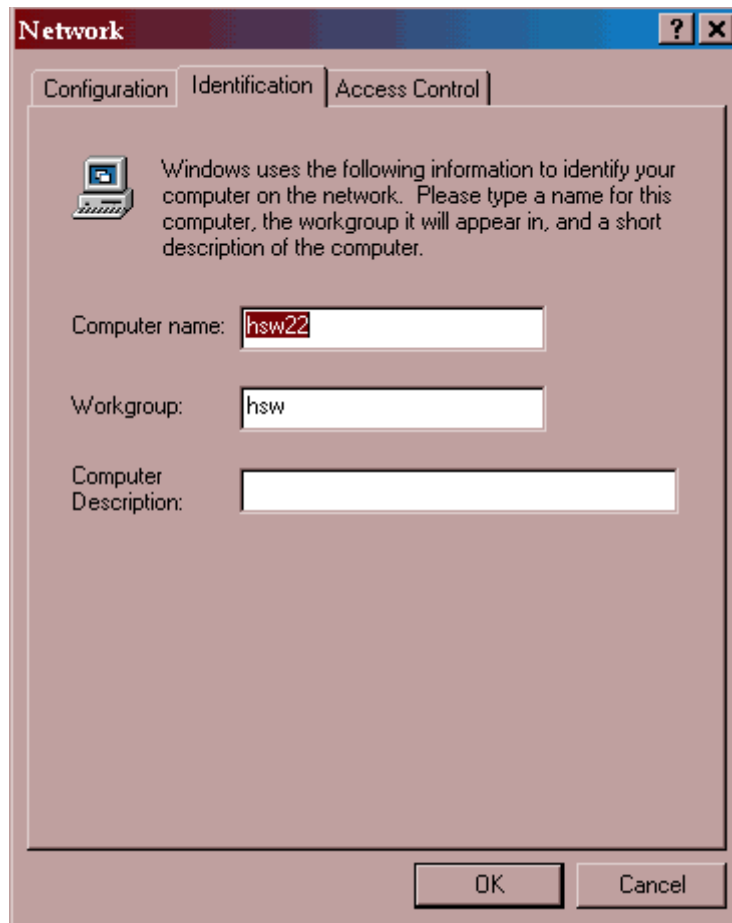 Network
Configuration Identification Access Control
Windows uses the following information to identify your
computer on the network. Please type a name for this
computer, the workgroup it will appear in, and a short
description of the computer.
Computer name: hsw22
Workgroup: hsw
Computer
Description:
OK Cancel